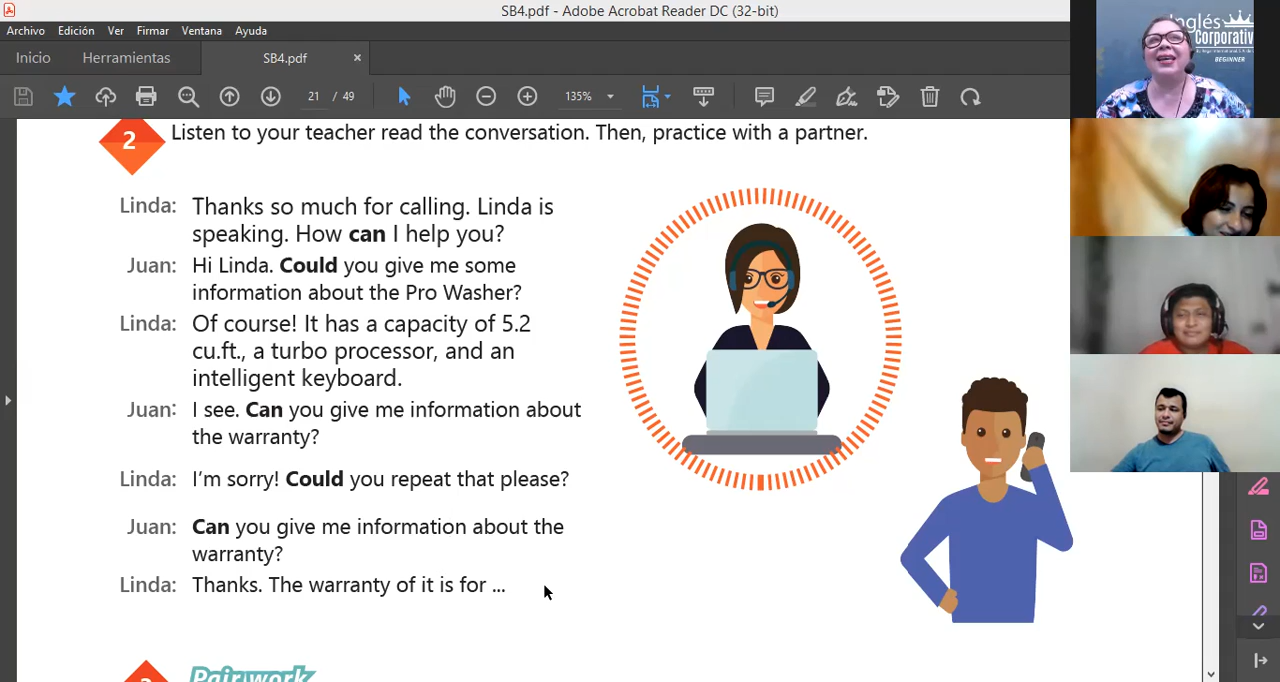 SB4.pdf - Adobe Acrobat Reader DC (32-bit)
Archivo Edición Ver Firmar Ventana Ayuda
Inicio Herramientas SB4.pdf ×
21 / 49 135%
2 Listen to your teacher read the conversation. Then, practice with a partner.
Linda: Thanks so much for calling. Linda is
speaking. How can I help you?
Juan: Hi Linda. Could you give me some
information about the Pro Washer?
Linda: Of course! It has a capacity of 5.2
cu.ft., a turbo processor, and an
intelligent keyboard.
Juan: I see. Can you give me information about
the warranty?
Linda: I'm sorry! Could you repeat that please?
Juan: Can you give me information about the
warranty?
Linda: Thanks. The warranty of it is for ...
Pair work
Inglés
Corporativ
BEGINNER